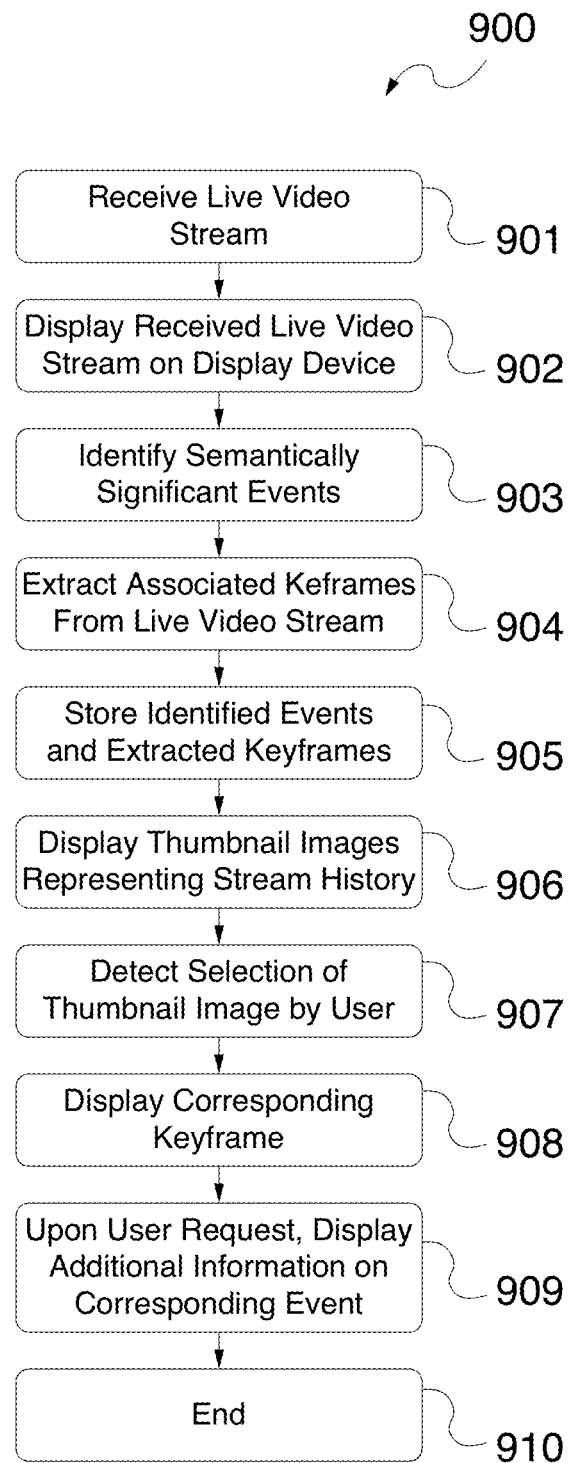 900
Receive Live Video
Stream
901
Display Received Live Video
Stream on Display Device
902
Identify Semantically
Significant Events
903
Extract Associated Keframes
From Live Video Stream
904
Store Identified Events
and Extracted Keyframes
905
Display Thumbnail Images
Representing Stream History
906
Detect Selection of
Thumbnail Image by User
907
Display Corresponding
Keyframe
908
Upon User Request, Display
Additional Information on
Corresponding Event
909
End
910